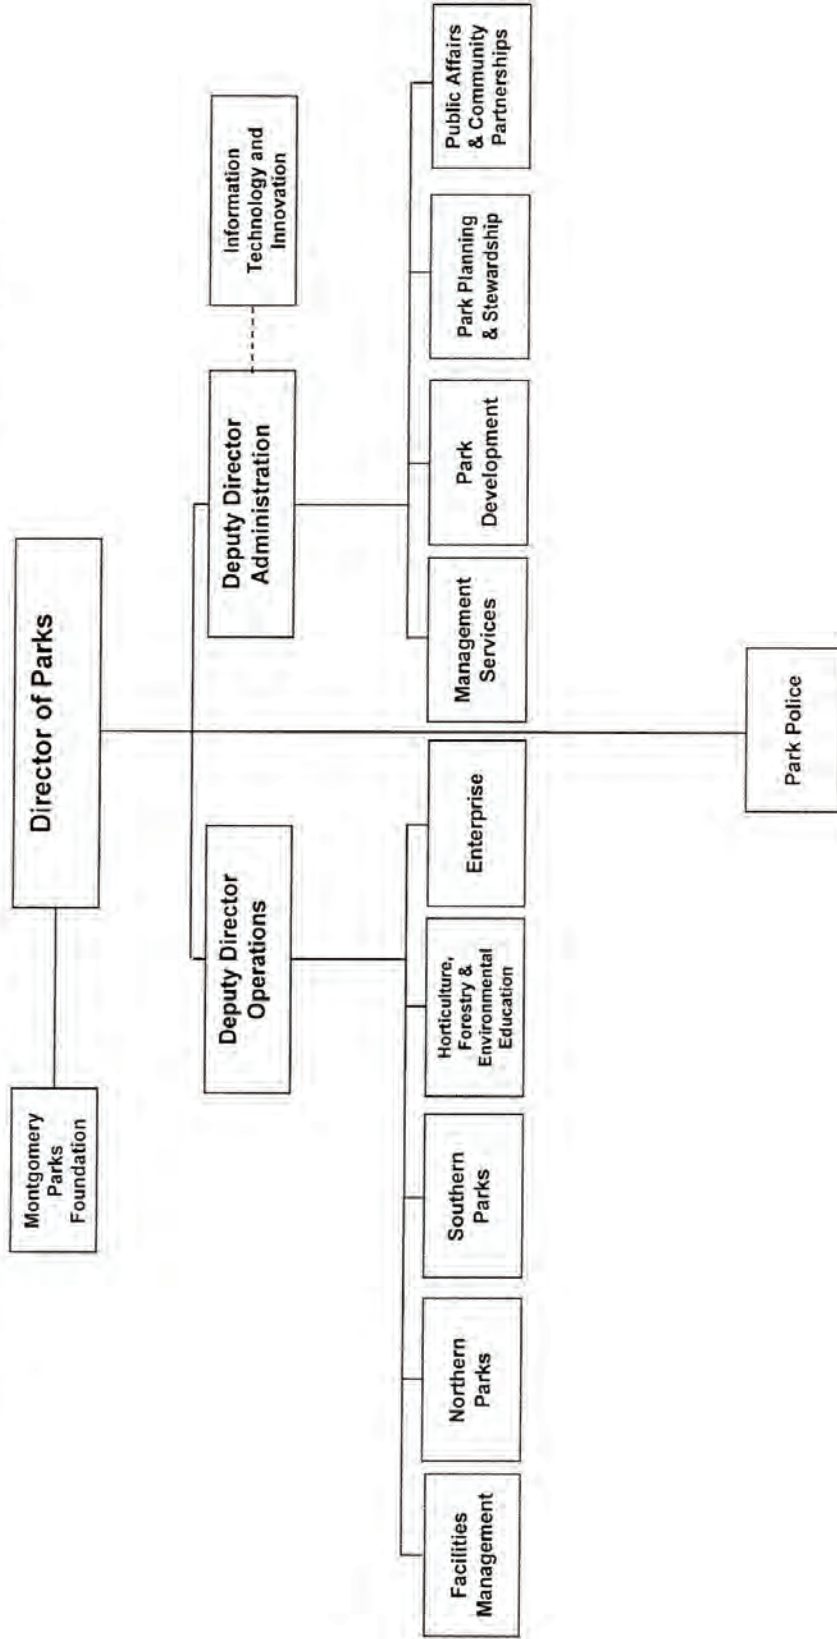 Montgomery
Parks
Foundation
Director of Parks
Deputy Director
Operations
Deputy Director
Administration
Information
Technology and
Innovation
Facilities
Management
Northern
Parks
Southern
Parks
Horticulture,
Forestry &
Environmental
Education
Enterprise
Management
Services
Park
Development
Park Planning
& Stewardship
Public Affairs
& Community
Partnerships
Park Police